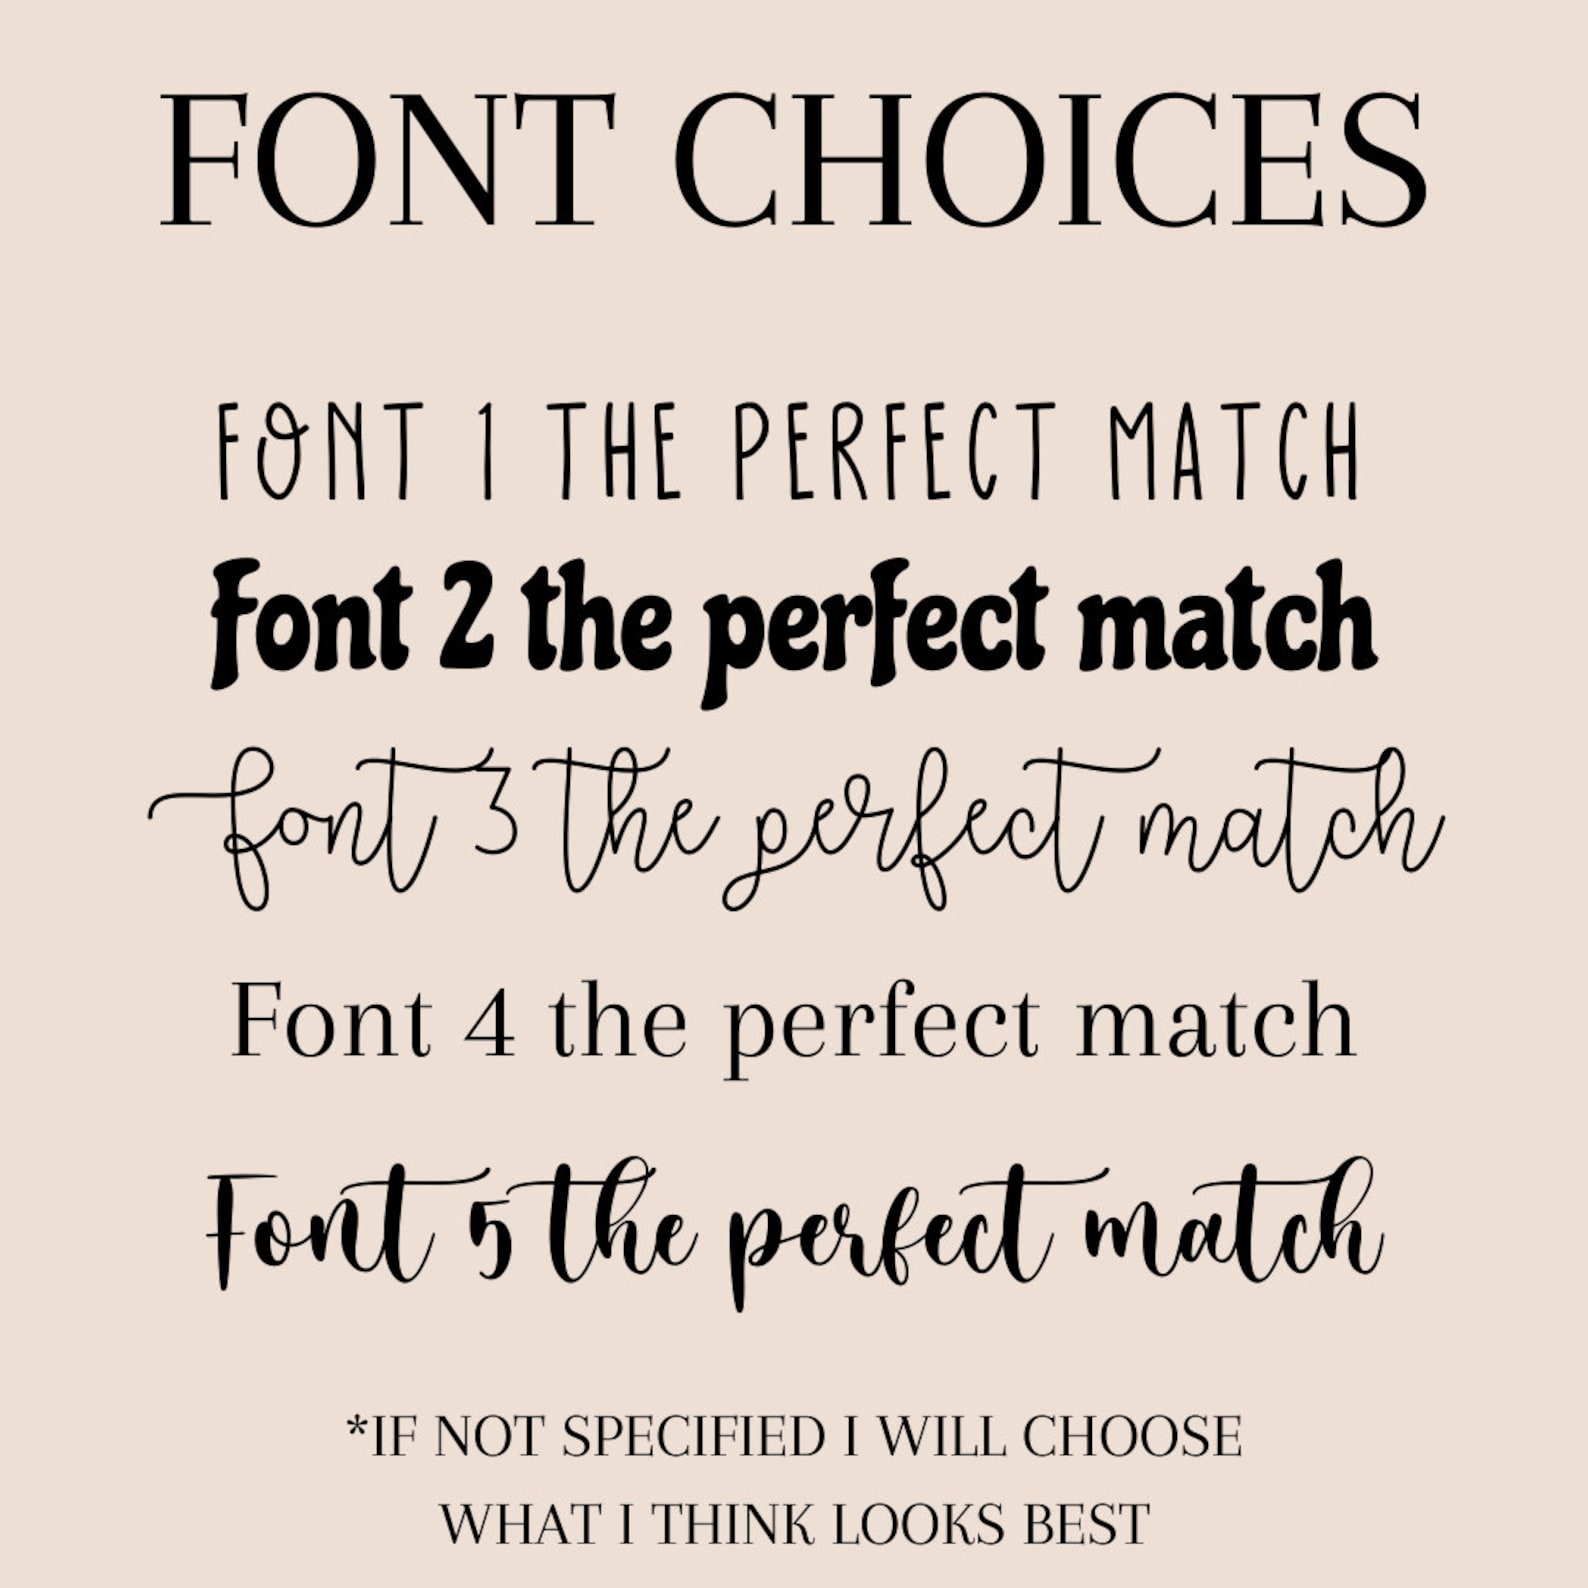 FONT CHOICES
FONT 1 THE PERFECT MATCH
font 2 the perfect match
font 3 the perfect match
Font 4 the perfect match
Font 5 the perfect match
*IF NOT SPECIFIED I WILL CHOOSE
WHAT I THINK LOOKS BEST